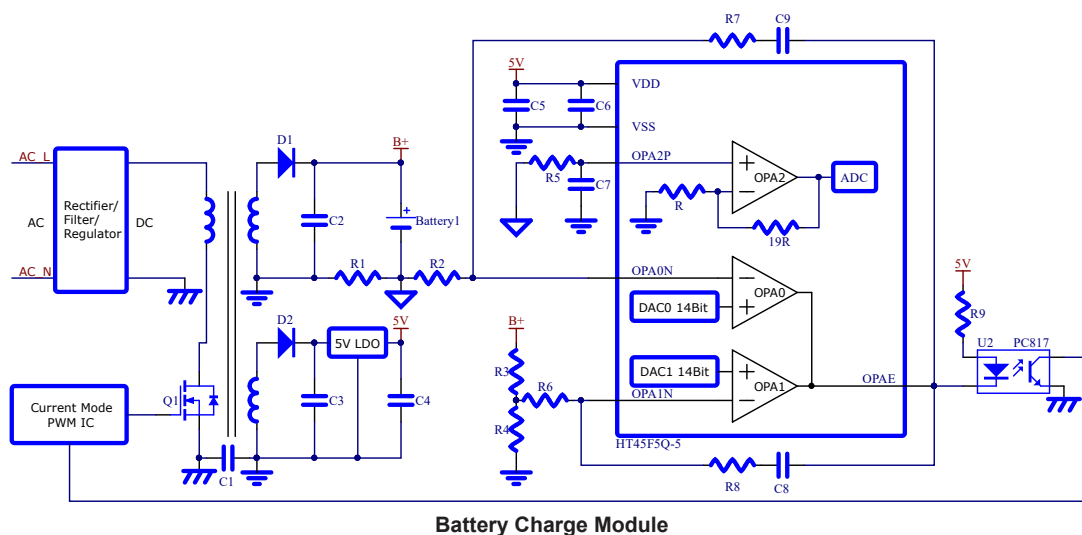 R7
C9
5V
VDD
C5
C6
VSS
D1
B+
AC_L
OPA2P
R5
C7
OPA2
ADC
R
19R
Rectifier/
Filter/
Regulator
AC
DC
C2
Battery1
AC_N
R1
R2
OPA0N
OPA0
DAC0 14Bit
5V
R9
D2
5V
5V LDO
B+
U2
PC817
R3
R6
DAC1 14Bit
OPA1
OPAE
OPA1N
Q1
Current Mode
PWM IC
C3
C4
R4
HT45F5Q-5
C1
R8
C8
Battery Charge Module